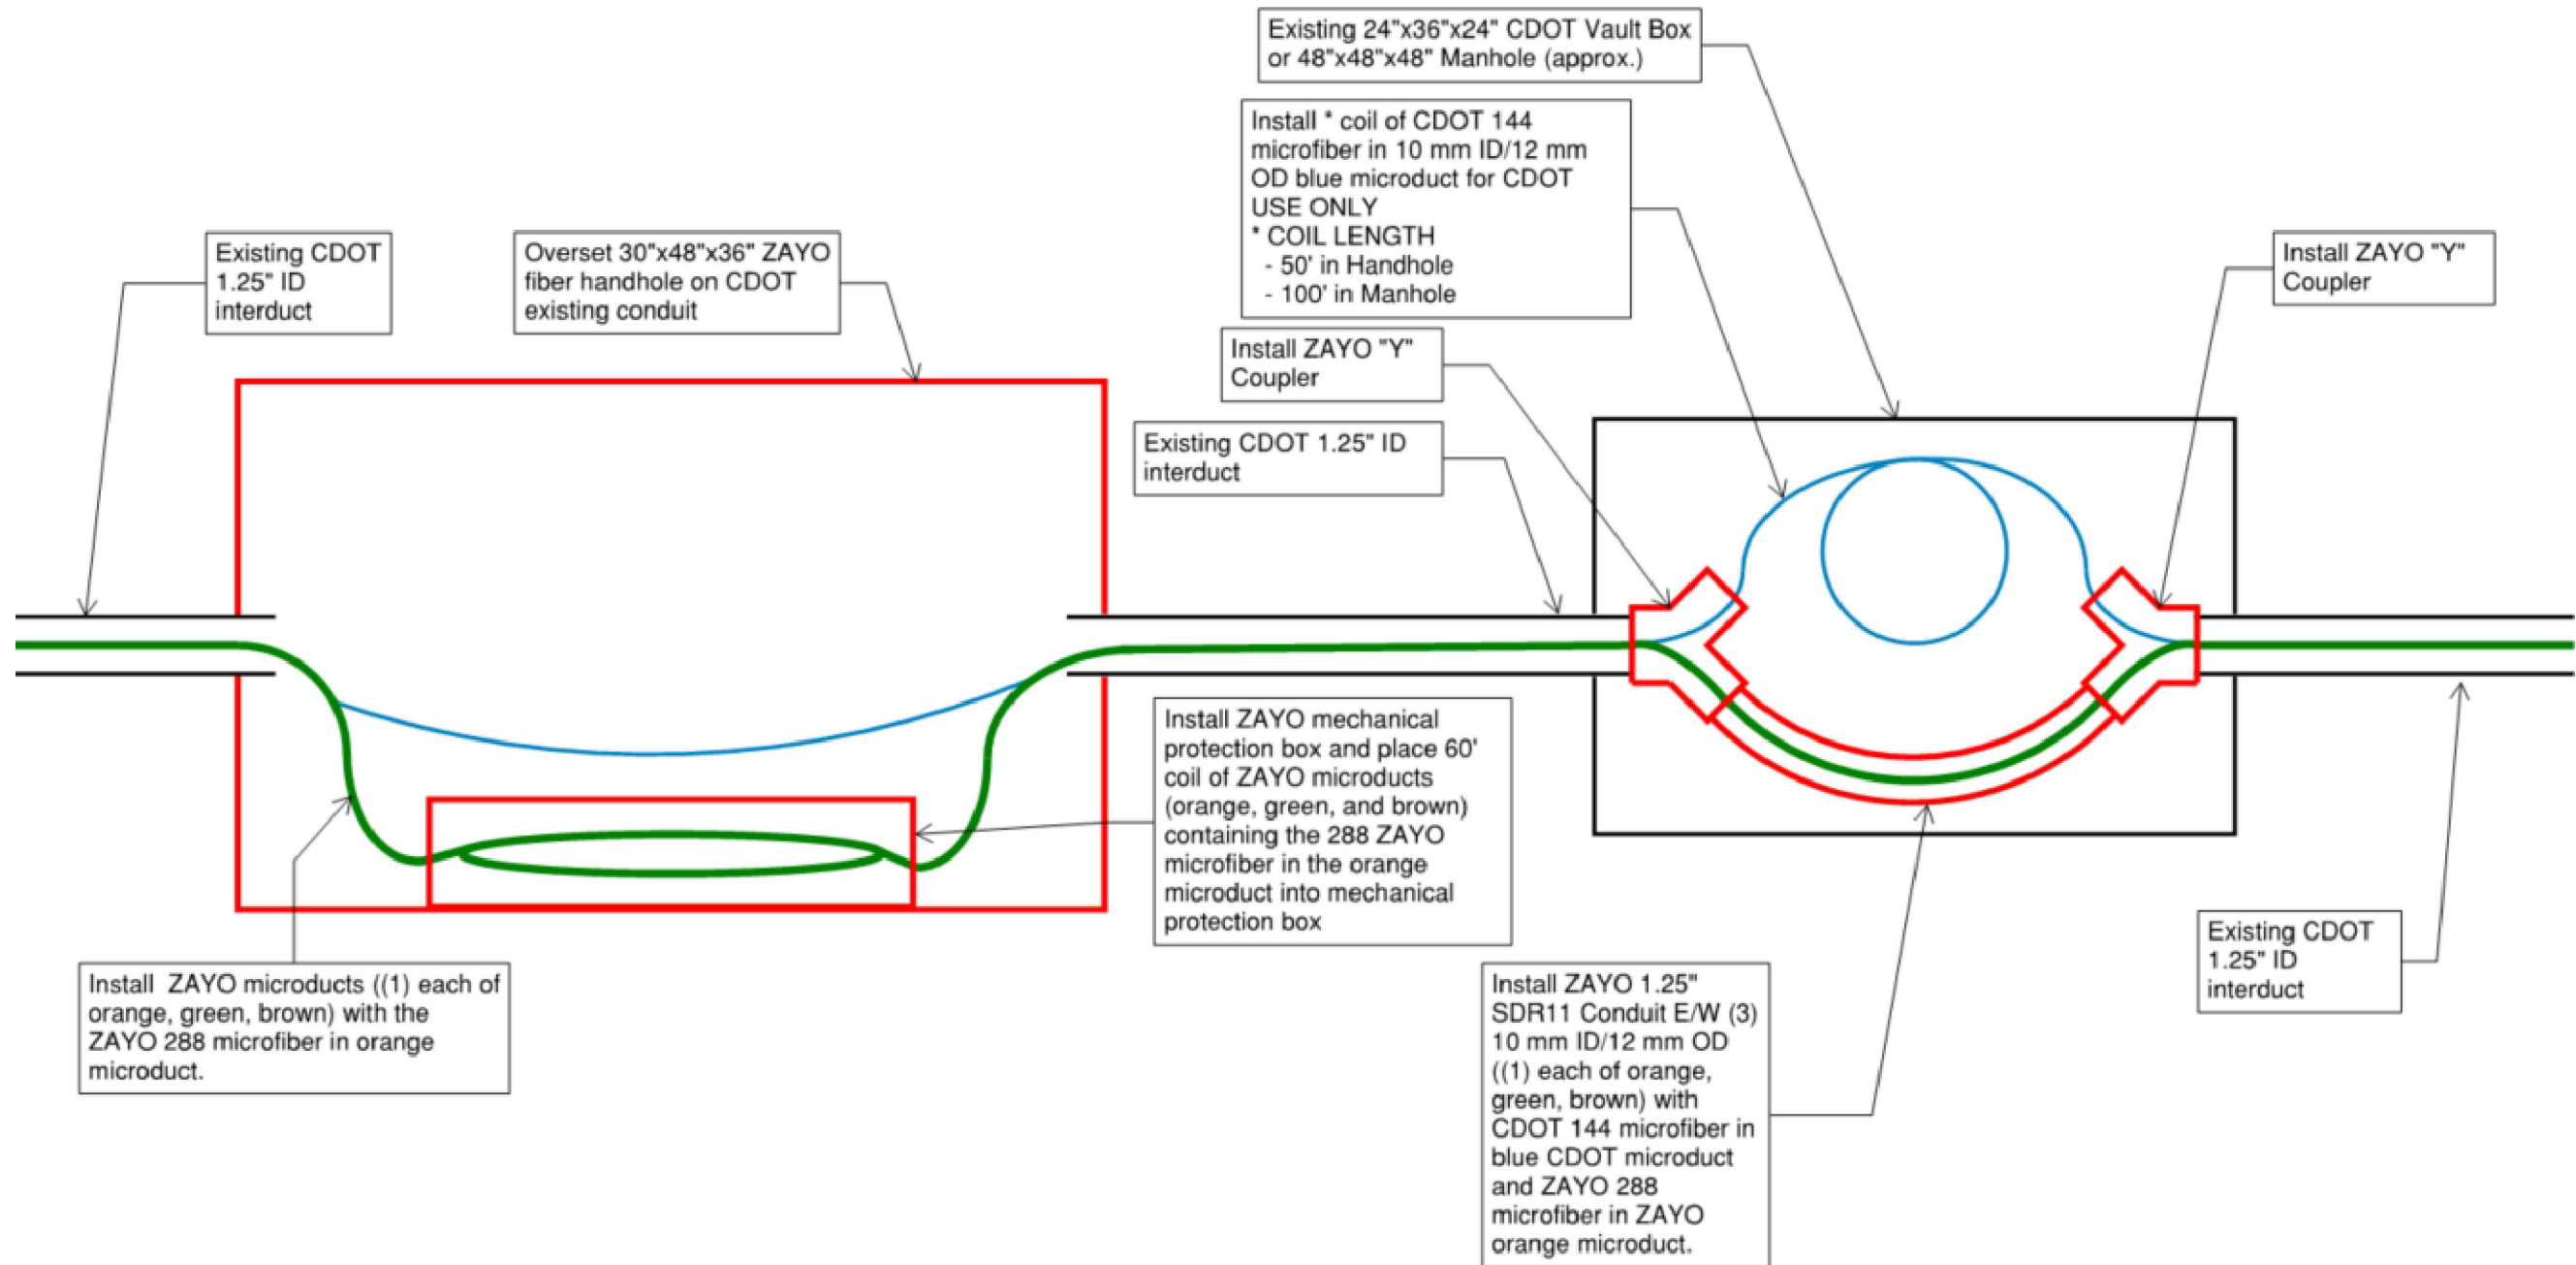 Existing 24"x36"x24" CDOT Vault Box
or 48"x48"x48" Manhole (approx.)
Install * coil of CDOT 144
microfiber in 10 mm ID/12 mm
OD blue microduct for CDOT
USE ONLY
* COIL LENGTH
- 50' in Handhole
- 100' in Manhole
Existing CDOT
1.25" ID
interduct
Overset 30"x48"x36" ZAYO
fiber handhole on CDOT
existing conduit
Install ZAYO "Y"
Coupler
Install ZAYO "Y"
Coupler
Existing CDOT 1.25" ID
interduct
Install ZAYO mechanical
protection box and place 60'
coil of ZAYO microducts
(orange, green, and brown)
containing the 288 ZAYO
microfiber in the orange
microduct into mechanical
protection box
Install ZAYO microducts ((1) each of
orange, green, brown) with the
ZAYO 288 microfiber in orange
microduct.
Install ZAYO 1.25"
SDR11 Conduit E/W (3)
10 mm ID/12 mm OD
((1) each of orange,
green, brown) with
CDOT 144 microfiber in
blue CDOT microduct
and ZAYO 288
microfiber in ZAYO
orange microduct.
Existing CDOT
1.25" ID
interduct